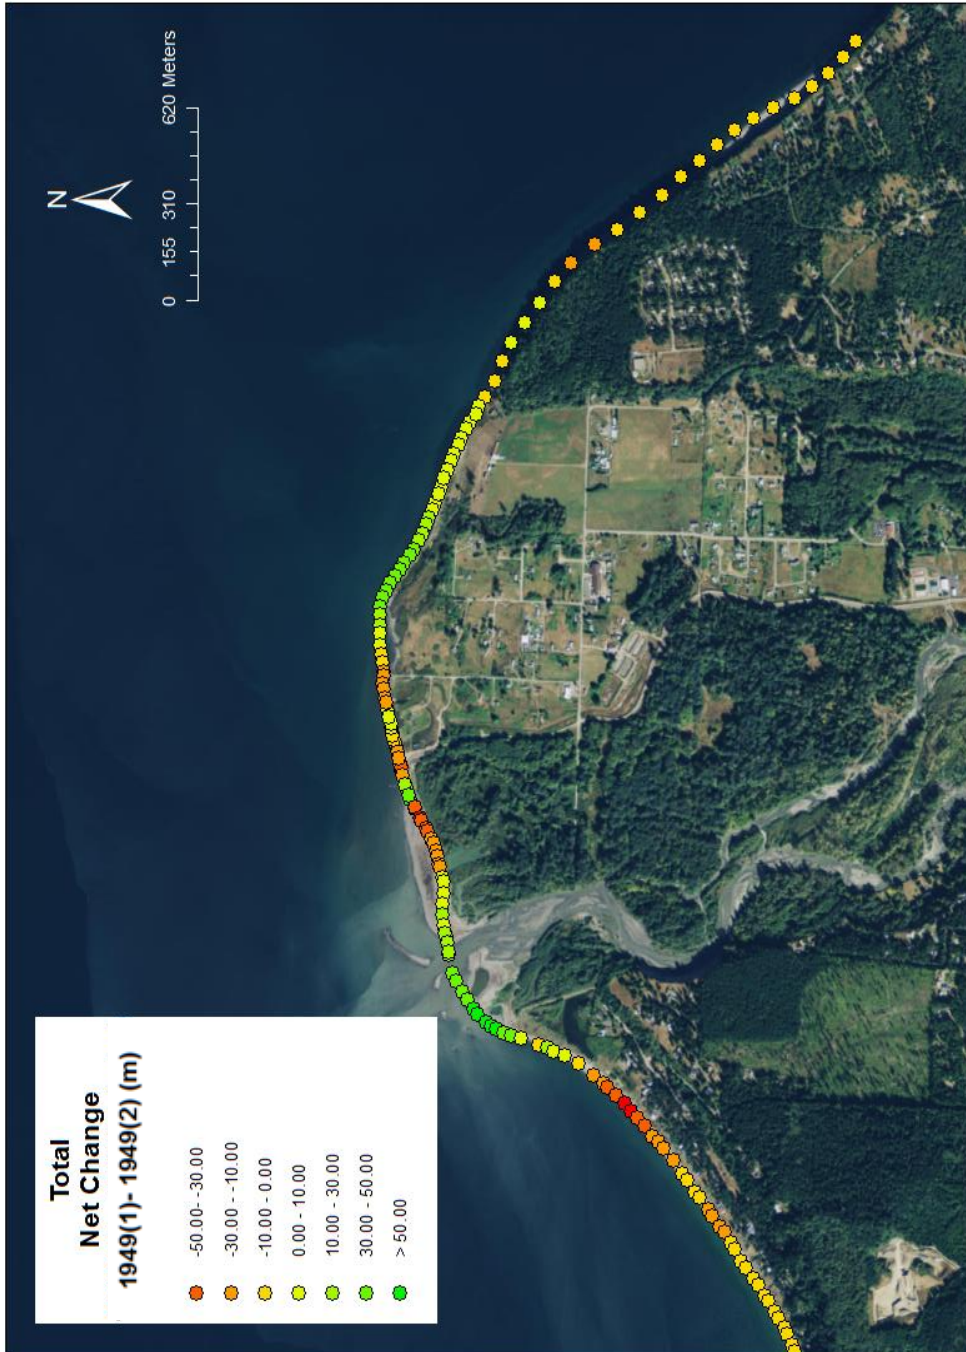 N
0 155 310 620 Meters
Total
Net Change
1949(1)- 1949(2) (m)
-50.00 - -30.00
-30.00 - -10.00
-10.00 - 0.00
0.00 - 10.00
10.00 - 30.00
30.00 - 50.00
> 50.00